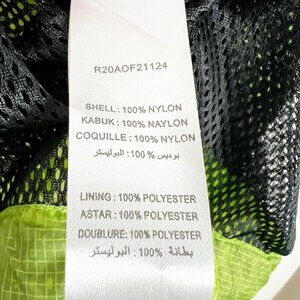 R20AOF21124
SHELL : 100% NYLON
KABUK : 100% NAYLON
COQUILLE : 100% NYLON
بوديس : 100% البوليستر
LINING : 100% POLYESTER
ASTAR : 100% POLYESTER
DOUBLURE: 100% POLYESTER
بطانة : 100% البوليستر